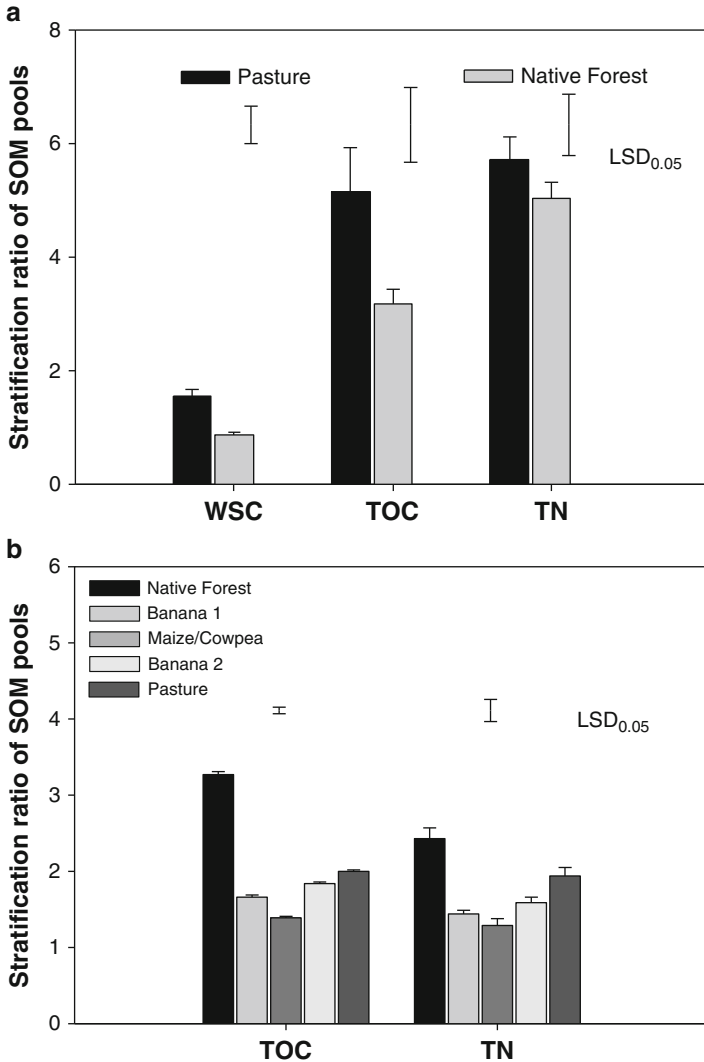 a
Stratification ratio of SOM pools
8
6
4
2
0
Pasture
Native Forest
LSD0.05
WSC TOC TN
b
Stratification ratio of SOM pools
6
5
4
3
2
1
0
Native Forest
Banana 1
Maize/Cowpea
Banana 2
Pasture
LSD0.05
TOC TN